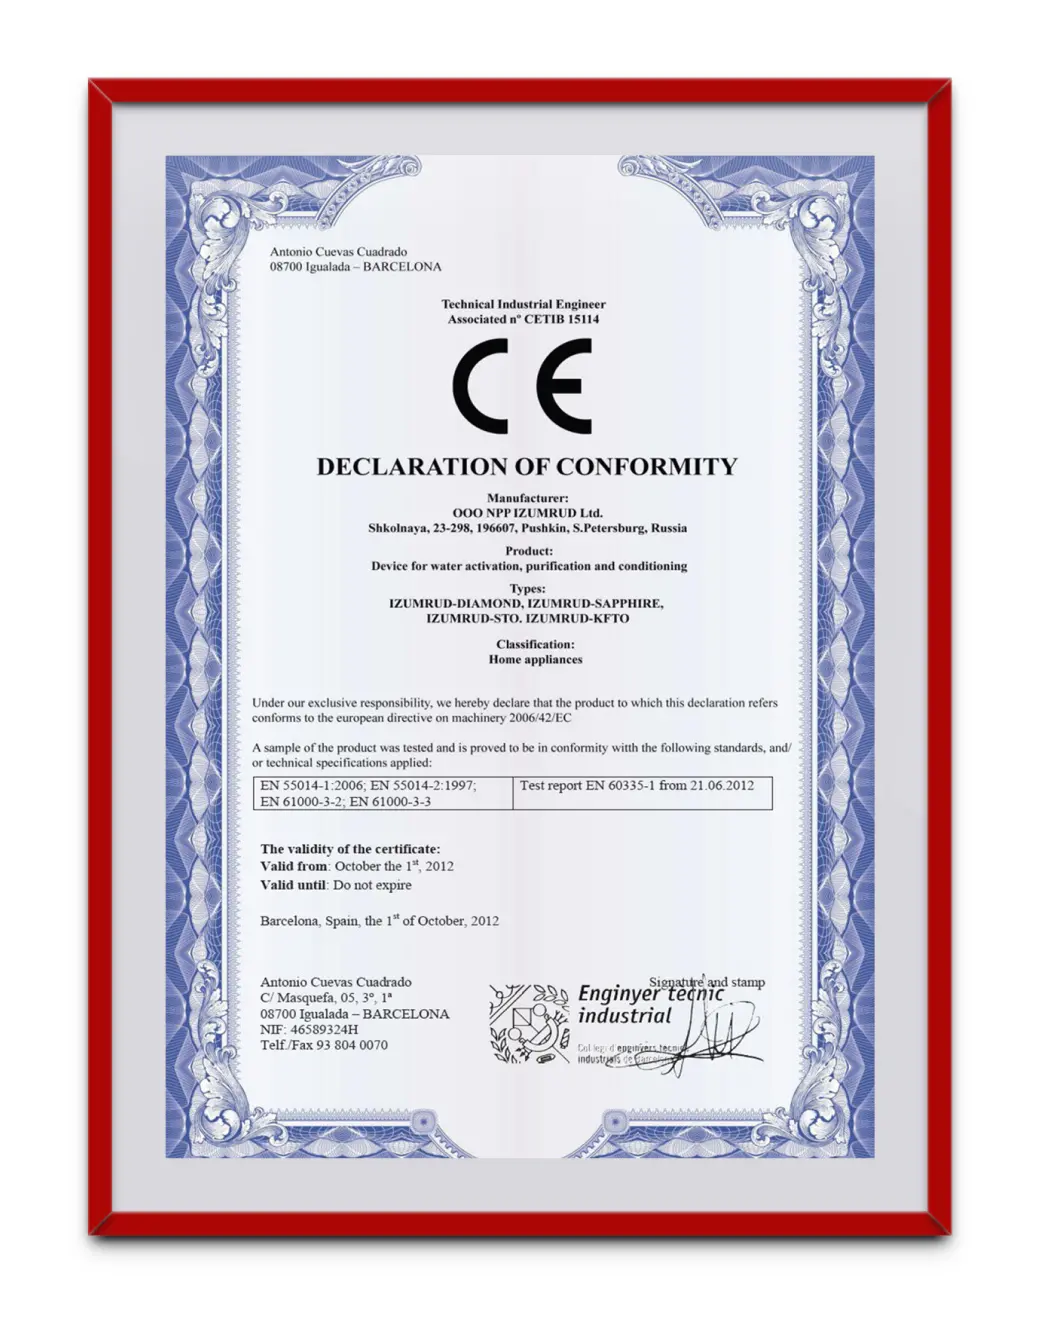 Antonio Cuevas Cuadrado
08700 Igualada – BARCELONA
Technical Industrial Engineer
Associated nº CETIB 15114
CE
DECLARATION OF CONFORMITY
Manufacturer:
OOO NPP IZUMRUD Ltd.
Shkolnaya, 23-298, 196607, Pushkin, S.Petersburg, Russia
Product:
Device for water activation, purification and conditioning
Types:
IZUMRUD-DIAMOND, IZUMRUD-SAPPHIRE,
IZUMRUD-STO. IZUMRUD-KFTO
Classification:
Home appliances
Under our exclusive responsibility, we hereby declare that the product to which this declaration refers
conforms to the european directive on machinery 2006/42/EC
A sample of the product was tested and is proved to be in conformity witth the following standards, and/
or technical specifications applied:
EN 55014-1:2006; EN 55014-2:1997;
EN 61000-3-2; EN 61000-3-3
Test report EN 60335-1 from 21.06.2012
The validity of the certificate:
Valid from: October the 1st, 2012
Valid until: Do not expire
Barcelona, Spain, the 1st of October, 2012
Antonio Cuevas Cuadrado
C/ Masquefa, 05, 3º, 1ª
08700 Igualada – BARCELONA
NIF: 46589324H
Telf./Fax 93 804 0070
Signature and stamp
Enginyer tècnic
industrial
Col·legi d'enginyers tècnics
industrials de Barcelona